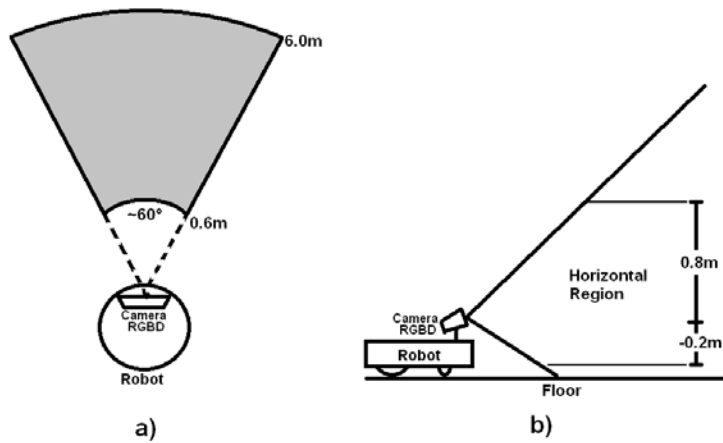 6.0m
~60°
0.6m
Camera
RGBD
Robot
a)
0.8m
Horizontal
Region
Camera
RGBD
-0.2m
Robot
Floor
b)